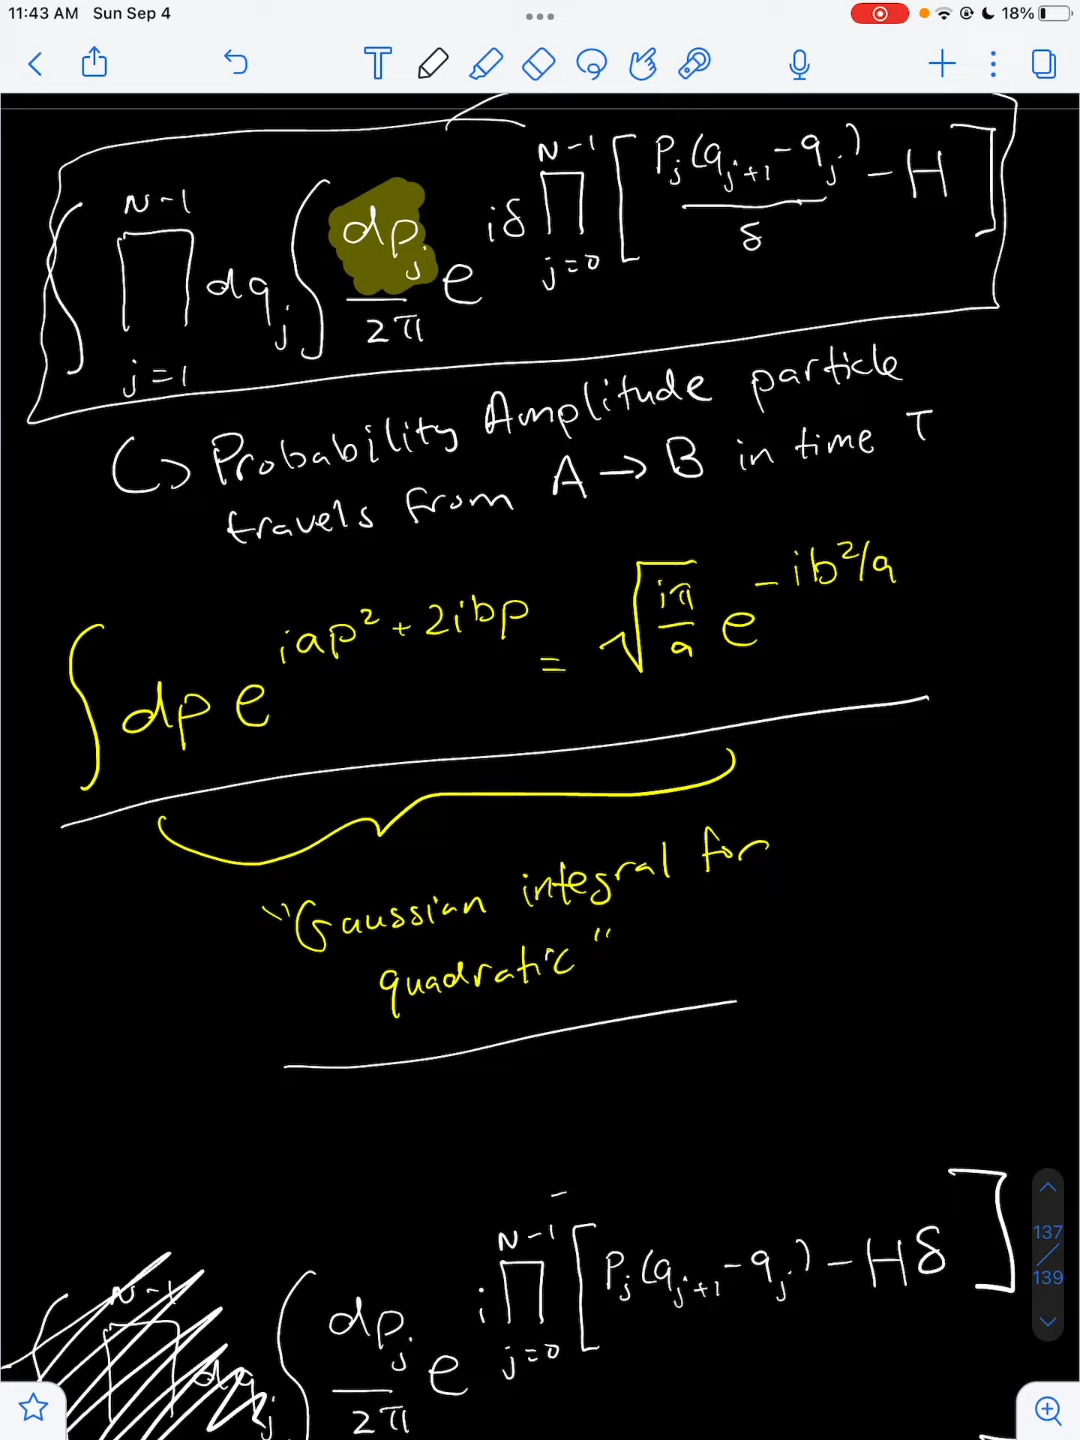 11:43 AM Sun Sep 4
18%
∫ ∏_{j=1}^{N-1} dq_j ∫ dp_j/2π e^{iδ ∏_{j=0}^{N-1} [P_j(q_{j+1} - q_j)/δ - H]}
↪ Probability Amplitude particle
travels from A → B in time T
∫ dp e^{iap² + 2ibp} = √(iπ/a) e^{-ib²/a}
"Gaussian integral for
quadratic"
137
/
139
∏^{N-1} dq_j ∫ dp_j/2π e^{i ∏_{j=0}^{N-1} [P_j(q_{j+1} - q_j) - Hδ]}